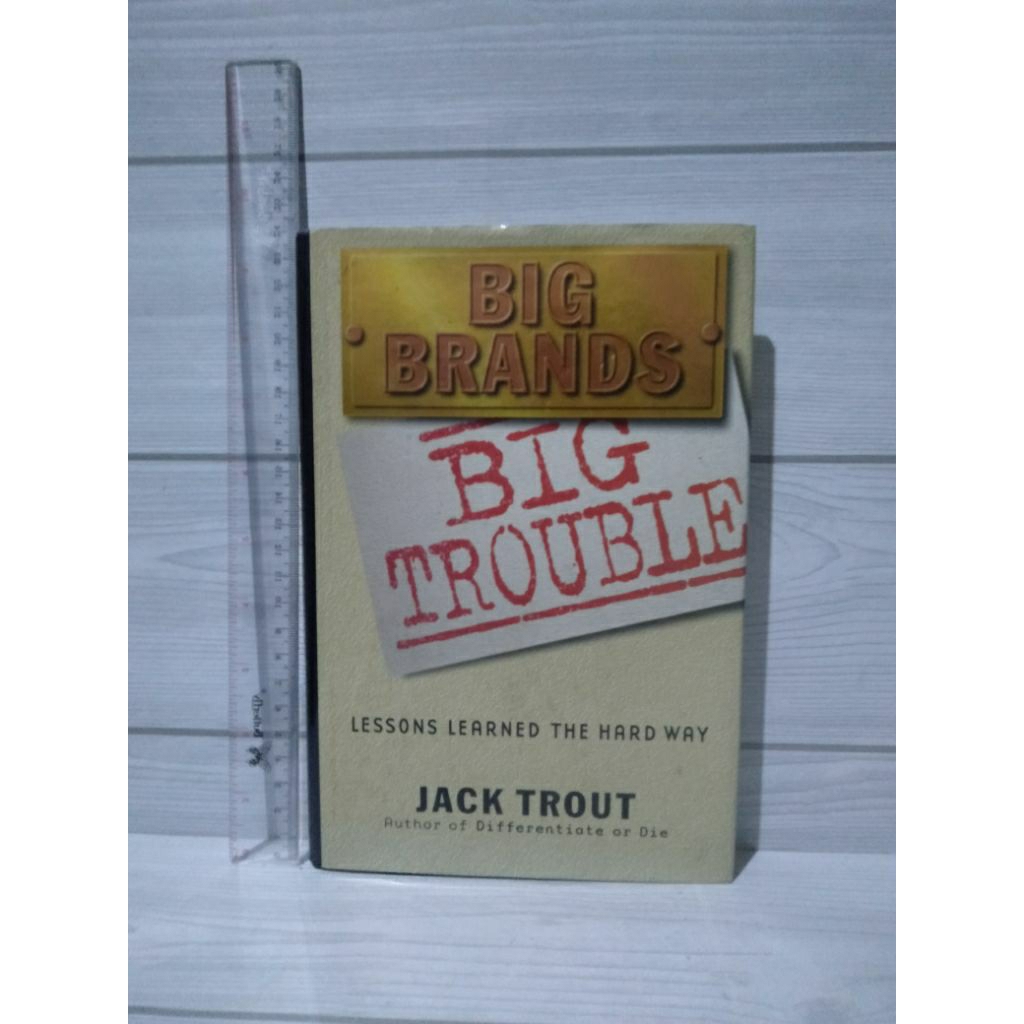 BIG
BRANDS
BIG
TROUBLE
LESSONS LEARNED THE HARD WAY
JACK TROUT
Author of Differentiate or Die